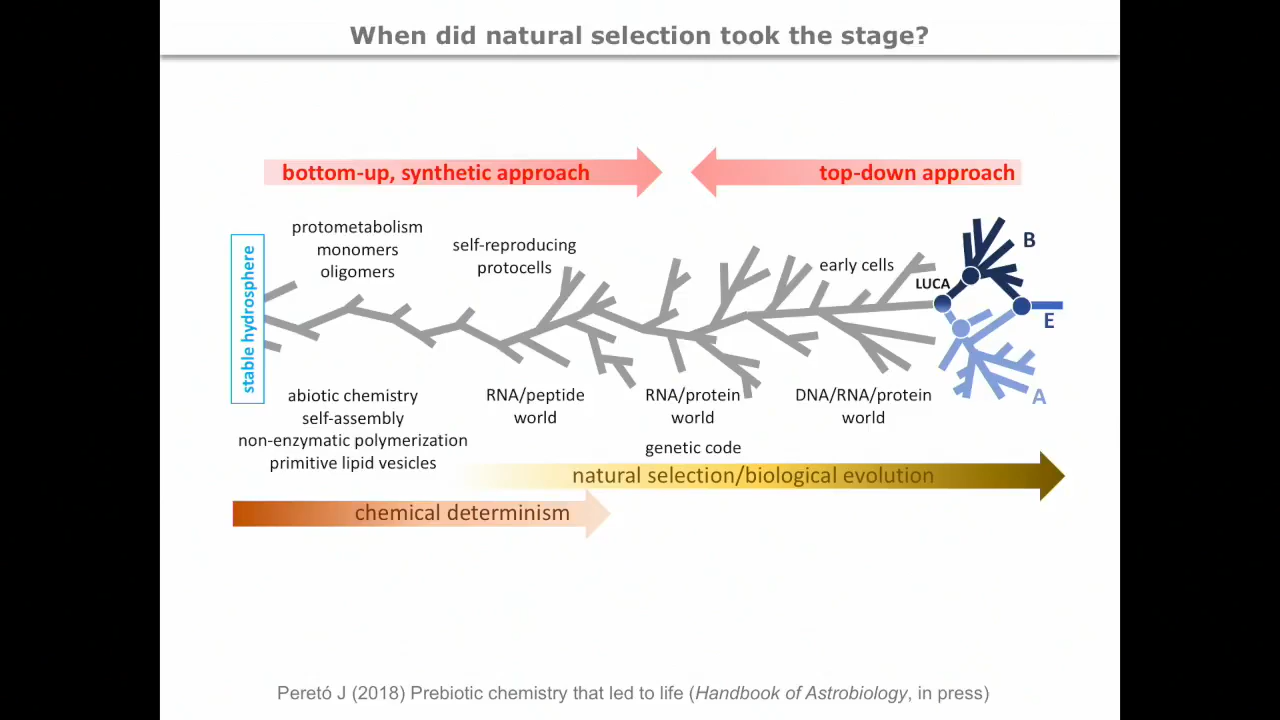 When did natural selection took the stage?
bottom-up, synthetic approach
top-down approach
stable hydrosphere
protometabolism
monomers
oligomers
self-reproducing
protocells
early cells
LUCA
B
E
A
abiotic chemistry
self-assembly
non-enzymatic polymerization
primitive lipid vesicles
RNA/peptide
world
RNA/protein
world
genetic code
DNA/RNA/protein
world
natural selection/biological evolution
chemical determinism
Peretó J (2018) Prebiotic chemistry that led to life (Handbook of Astrobiology, in press)